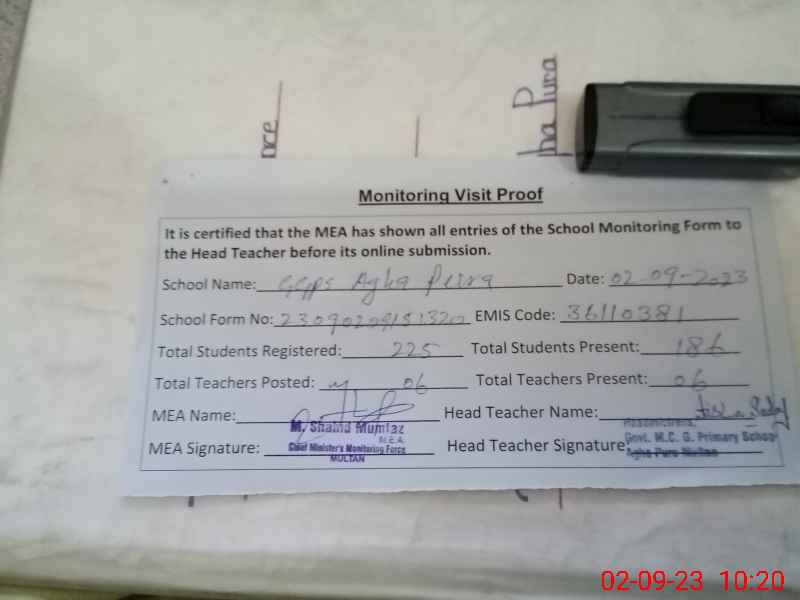 nce
ha Pura
Monitoring Visit Proof
It is certified that the MEA has shown all entries of the School Monitoring Form to
the Head Teacher before its online submission.
School Name: GGPS Agha Pura Date: 02-09-2023
School Form No: EMIS Code: 36110381
Total Students Registered: 225 Total Students Present: 186
Total Teachers Posted: 06 Total Teachers Present: 06
MEA Name: Head Teacher Name:
M. Shahid Mumtaz
M.E.A.
MEA Signature: Chief Minister's Monitoring Force
MULTAN
Head Teacher Signature: Govt. M.C. G. Primary School
Agha Pura Multan
02-09-23 10:20